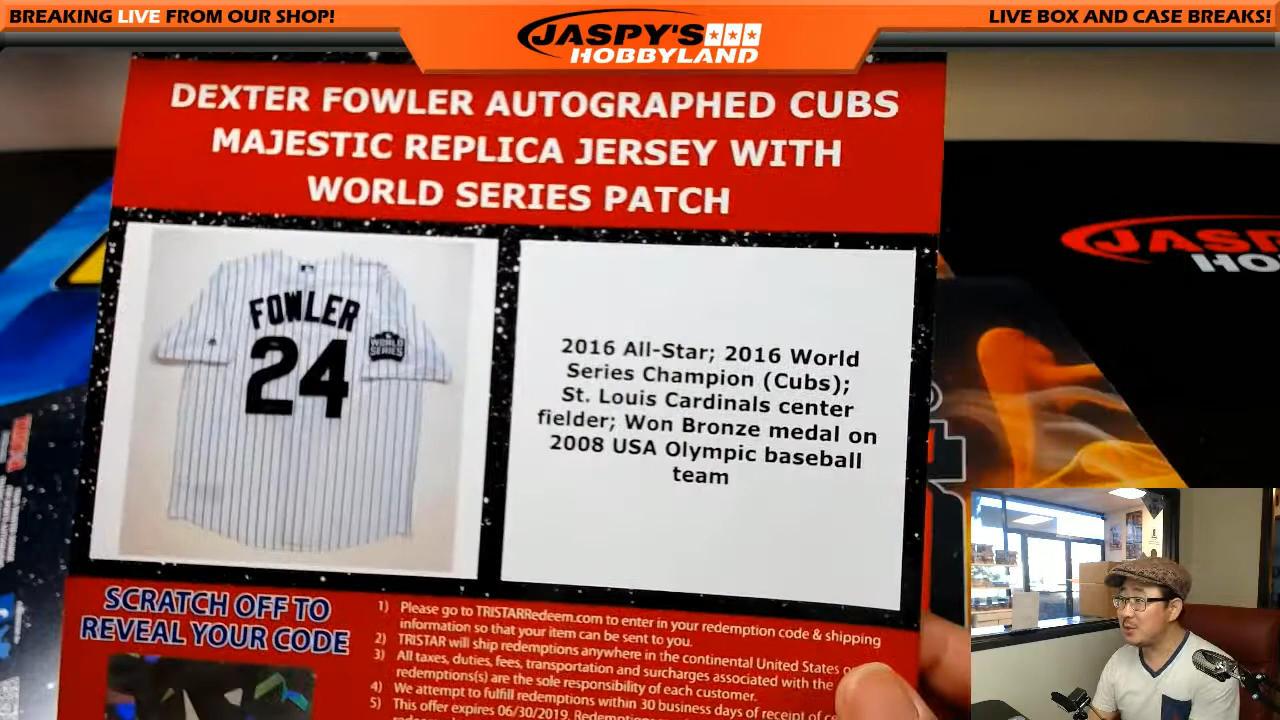 BREAKING LIVE FROM OUR SHOP!
JASPY'S
HOBBYLAND
LIVE BOX AND CASE BREAKS!
DEXTER FOWLER AUTOGRAPHED CUBS
MAJESTIC REPLICA JERSEY WITH
WORLD SERIES PATCH
FOWLER
24
WORLD
SERIES
2016 All-Star; 2016 World
Series Champion (Cubs);
St. Louis Cardinals center
fielder; Won Bronze medal on
2008 USA Olympic baseball
team
SCRATCH OFF TO
REVEAL YOUR CODE
1) Please go to TRISTARRedeem.com to enter in your redemption code & shipping
information so that your item can be sent to you.
2) TRISTAR will ship redemptions anywhere in the continental United States
3) All taxes, duties, fees, transportation and surcharges associated with the
redemptions(s) are the sole responsibility of each customer.
4) We attempt to fulfill redemptions within 30 business days of receipt of
5) This offer expires 06/30/2019.